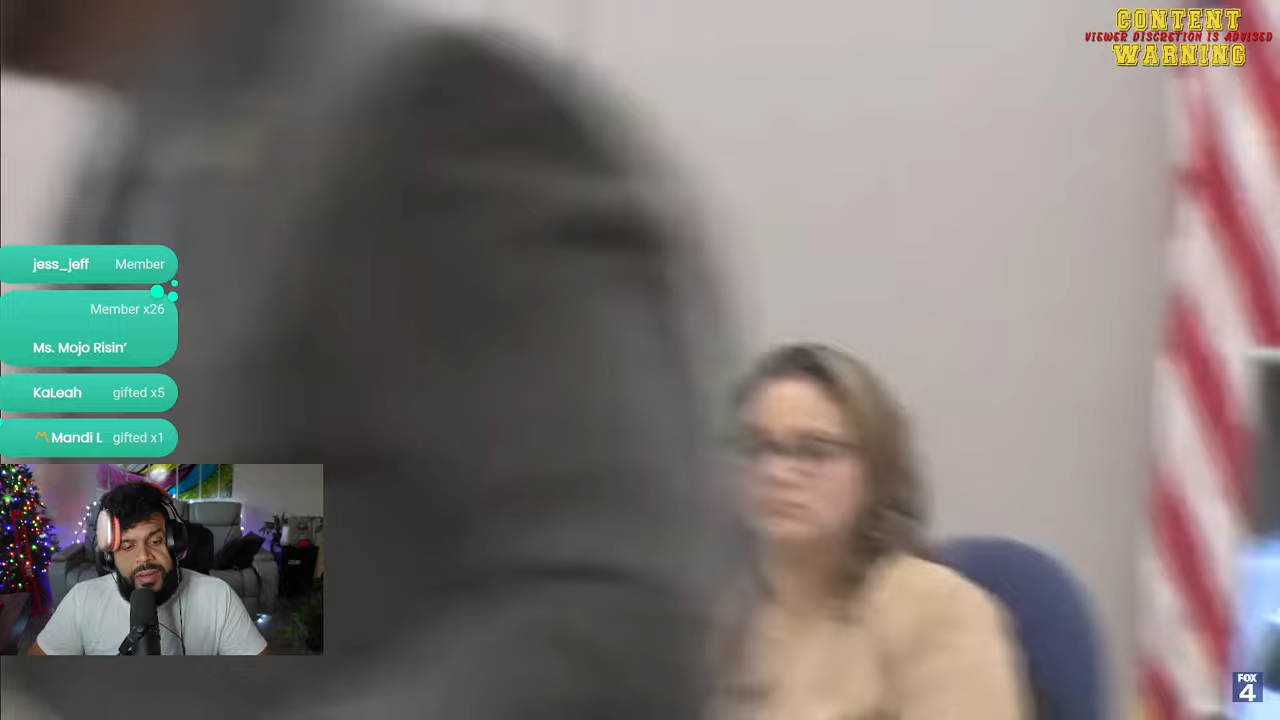 CONTENT
VIEWER DISCRETION IS ADVISED
WARNING
jess_jeff Member
Member x26
Ms. Mojo Risin’
KaLeah gifted x5
Mandi L gifted x1
FOX
4